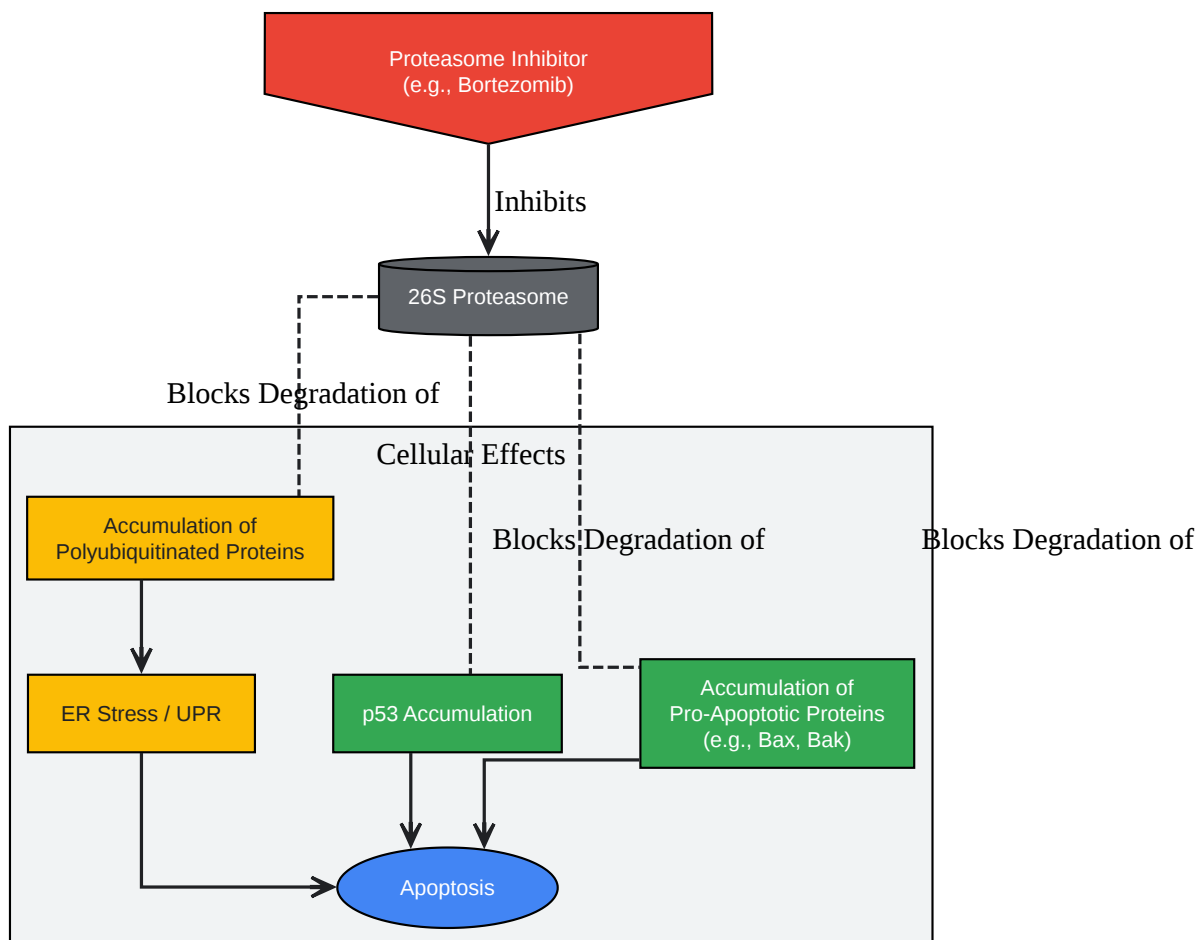 Proteasome Inhibitor
(e.g., Bortezomib)
Inhibits
26S Proteasome
Blocks Degradation of
Cellular Effects
Accumulation of
Polyubiquitinated Proteins
Blocks Degradation of
Blocks Degradation of
ER Stress / UPR
p53 Accumulation
Accumulation of
Pro-Apoptotic Proteins
(e.g., Bax, Bak)
Apoptosis